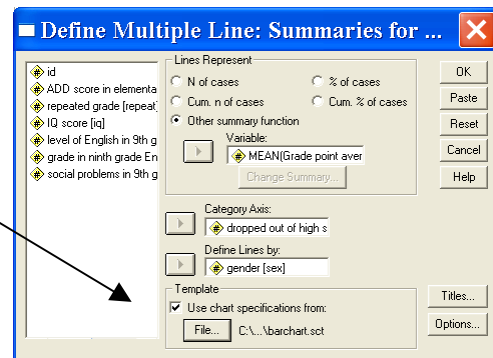 Define Multiple Line: Summaries for ...
id
ADD score in elementa
repeated grade [repeat]
IQ score [iq]
level of English in 9th g
grade in ninth grade En
social problems in 9th g
Lines Represent
N of cases
% of cases
Cum. n of cases
Cum. % of cases
Other summary function
Variable:
MEAN(Grade point aver
Change Summary...
Category Axis:
dropped out of high s
Define Lines by:
gender [sex]
Template
Use chart specifications from:
File...
C:\...\barchart.sct
OK
Paste
Reset
Cancel
Help
Titles...
Options...